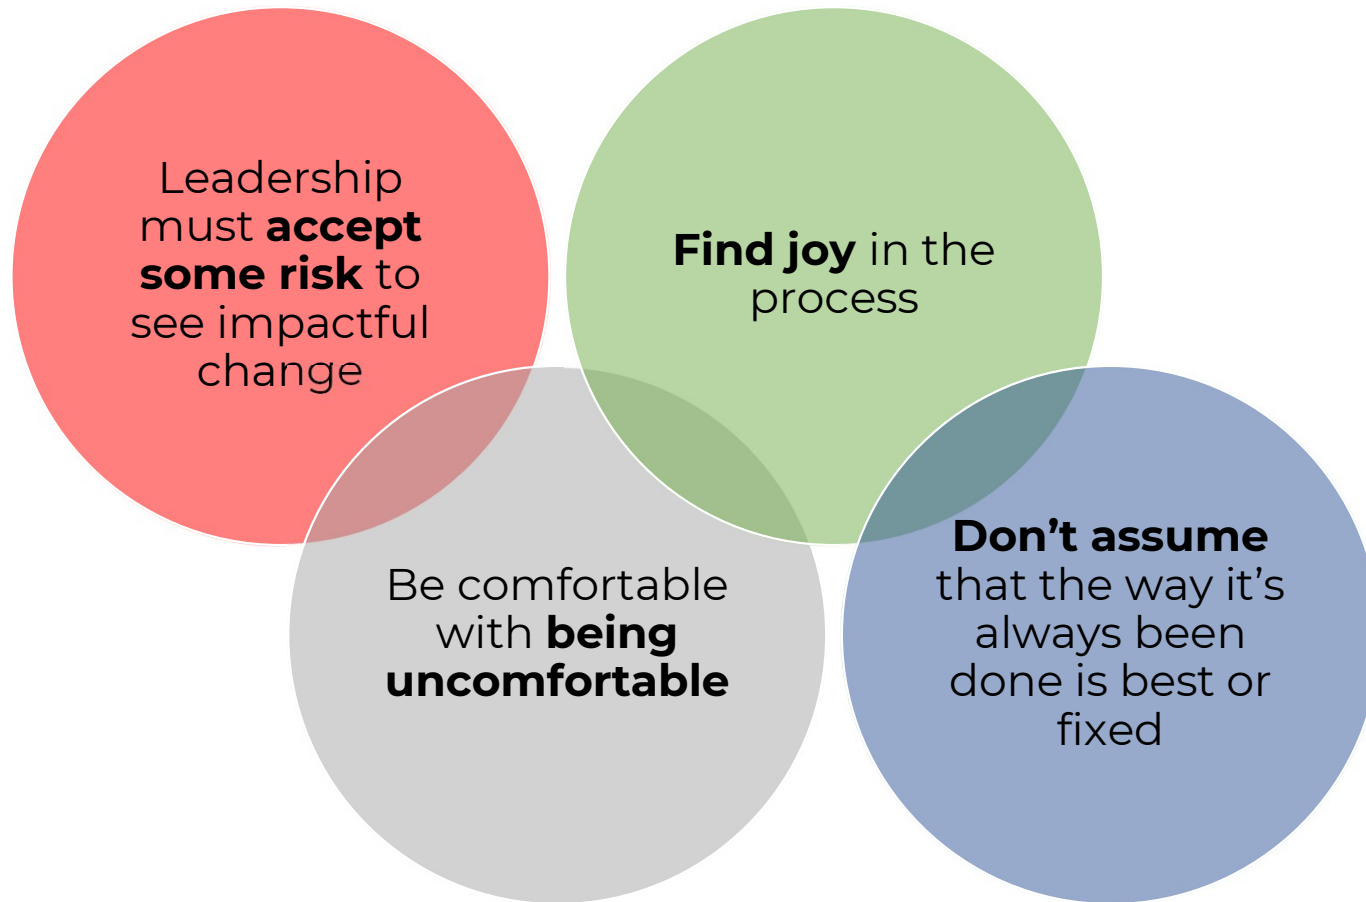 Leadership
must accept
some risk to
see impactful
change
Find joy in the
process
Be comfortable
with being
uncomfortable
Don’t assume
that the way it’s
always been
done is best or
fixed